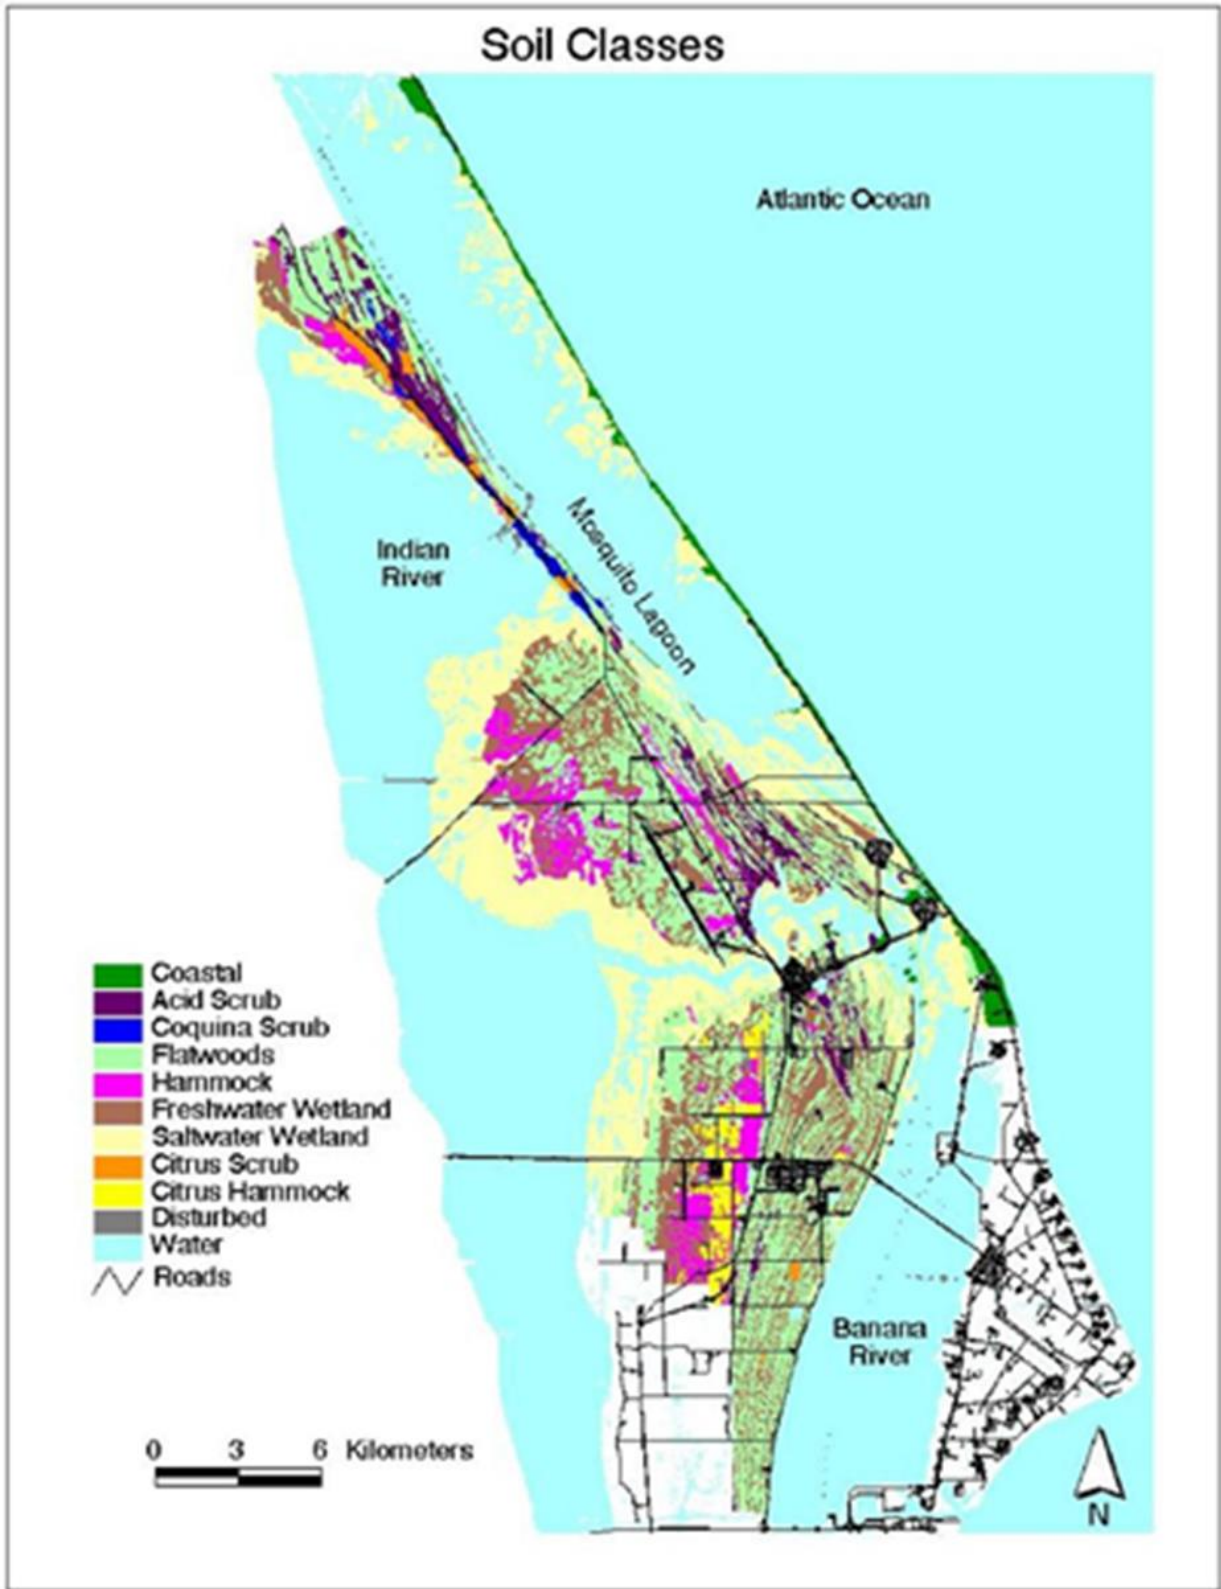 Soil Classes
Atlantic Ocean
Mosquito Lagoon
Indian
River
Coastal
Acid Scrub
Coquina Scrub
Flatwoods
Hammock
Freshwater Wetland
Saltwater Wetland
Citrus Scrub
Citrus Hammock
Disturbed
Water
Roads
Banana
River
0 3 6 Kilometers
N